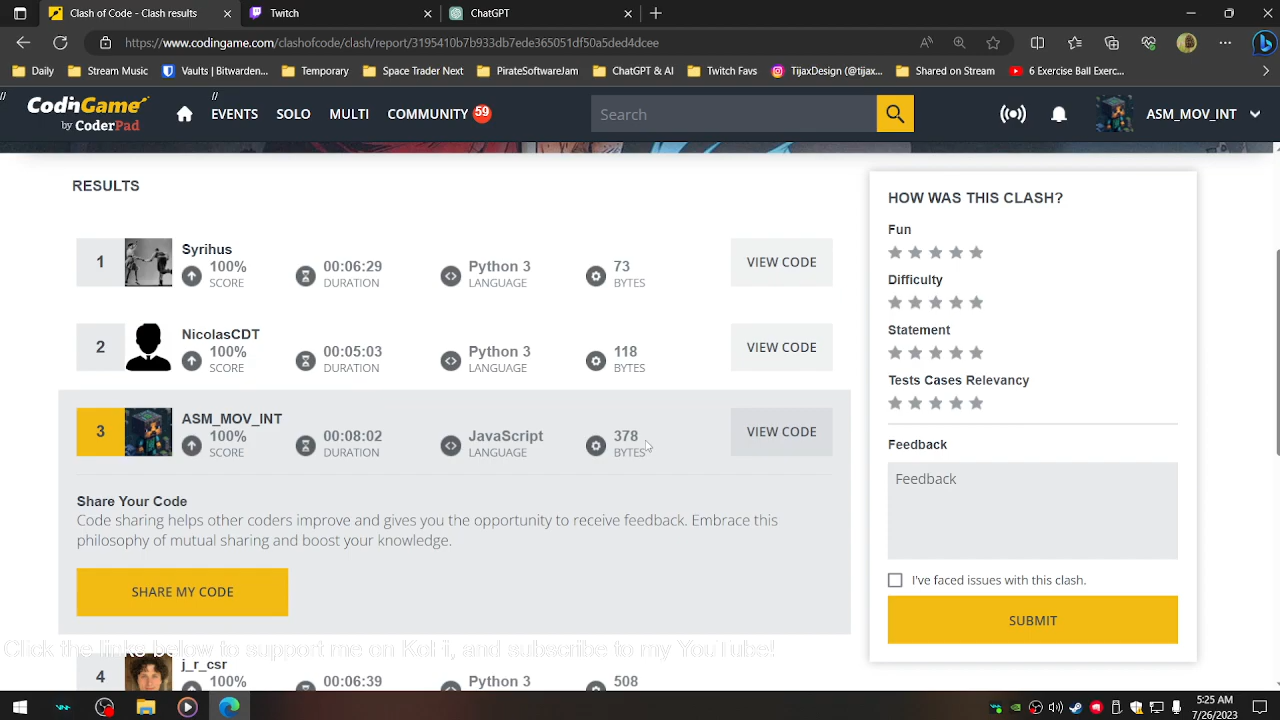 Clash of Code - CodinGame
Twitch
ChatGPT
https://www.codingame.com/clashofcode/clash/report/3195410b7b933db7ede365051df50a5ded4dcee
Daily
Stream Music
Vaults | Bitwarden...
Temporary
Space Trader Next
PirateSoftwareJam
ChatGPT & AI
Twitch Favs
TijaxDesign (@tijax...
Shared on Stream
6 Exercise Ball Exerc...
// //
CodinGame
by CoderPad
EVENTS
SOLO
MULTI
COMMUNITY 59
Search
ASM_MOV_INT
RESULTS
1
Syrihus
100% 00:06:29 Python 3 73
SCORE DURATION LANGUAGE BYTES
VIEW CODE
2
NicolasCDT
100% 00:05:03 Python 3 118
SCORE DURATION LANGUAGE BYTES
VIEW CODE
3
ASM_MOV_INT
100% 00:08:02 JavaScript 378
SCORE DURATION LANGUAGE BYTES
VIEW CODE
Share Your Code
Code sharing helps other coders improve and gives you the opportunity to receive feedback. Embrace this
philosophy of mutual sharing and boost your knowledge.
SHARE MY CODE
Click the links below to support me on KoFi, and subscribe to my YouTube!
4
j_r_csr
100% 00:06:39 Python 3 508
HOW WAS THIS CLASH?
Fun
Difficulty
Statement
Tests Cases Relevancy
Feedback
Feedback
I've faced issues with this clash.
SUBMIT
5:25 AM
7/26/2023